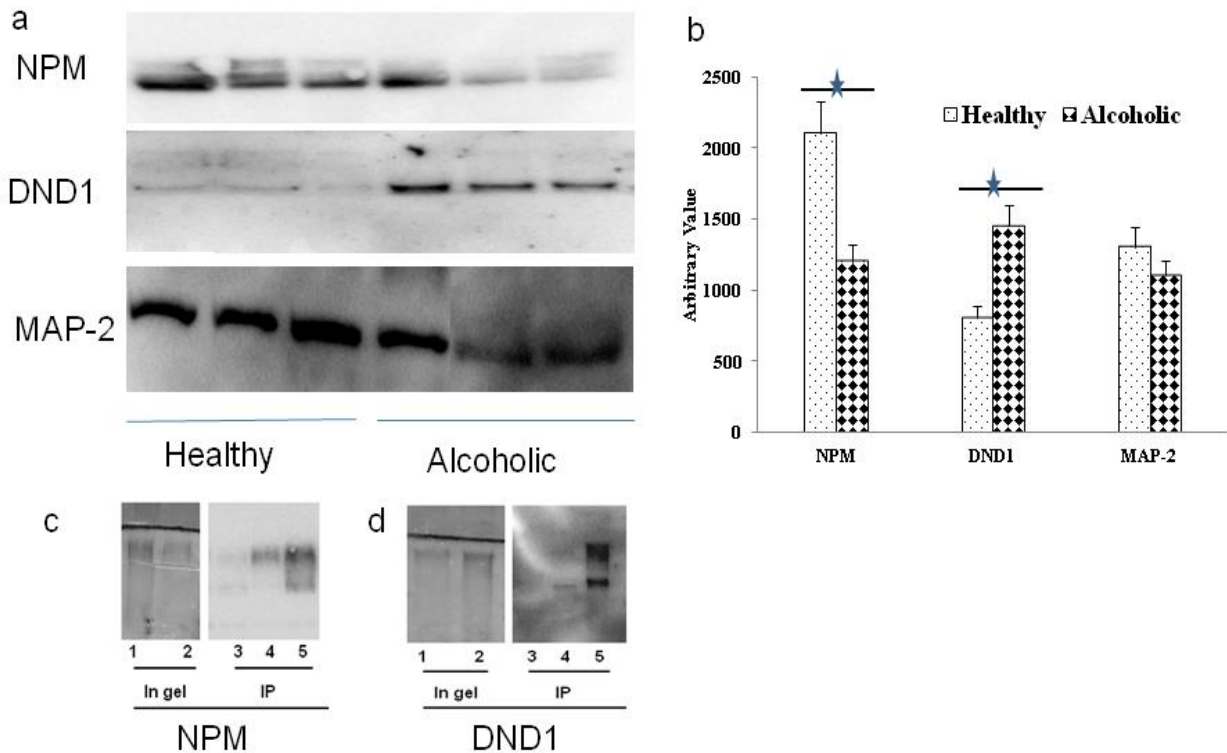 a
NPM
DND1
MAP-2
Healthy
Alcoholic
b
2500
2000
1500
1000
500
0
Arbitrary Value
Healthy Alcoholic
NPM DND1 MAP-2
c
1 2 3 4 5
In gel IP
NPM
d
1 2 3 4 5
In gel IP
DND1